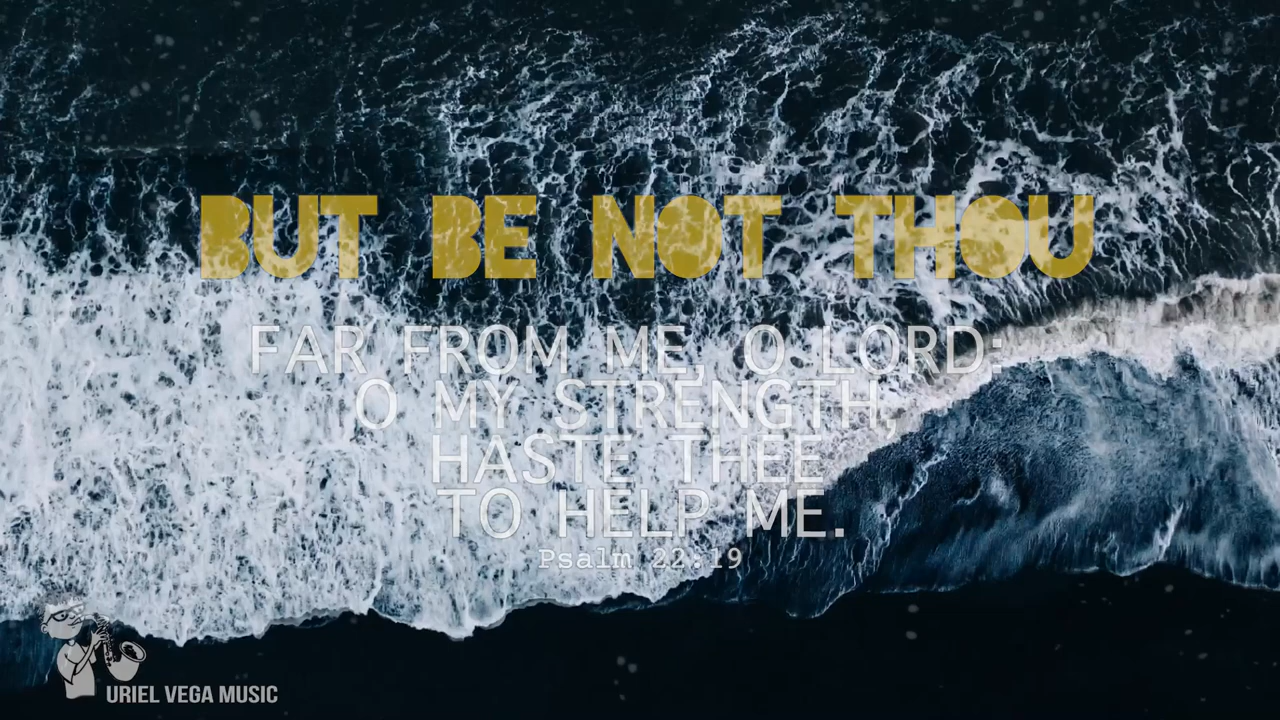 BUT BE NOT THOU
FAR FROM ME, O LORD:
O MY STRENGTH,
HASTE THEE
TO HELP ME.
Psalm 22:19
URIEL VEGA MUSIC